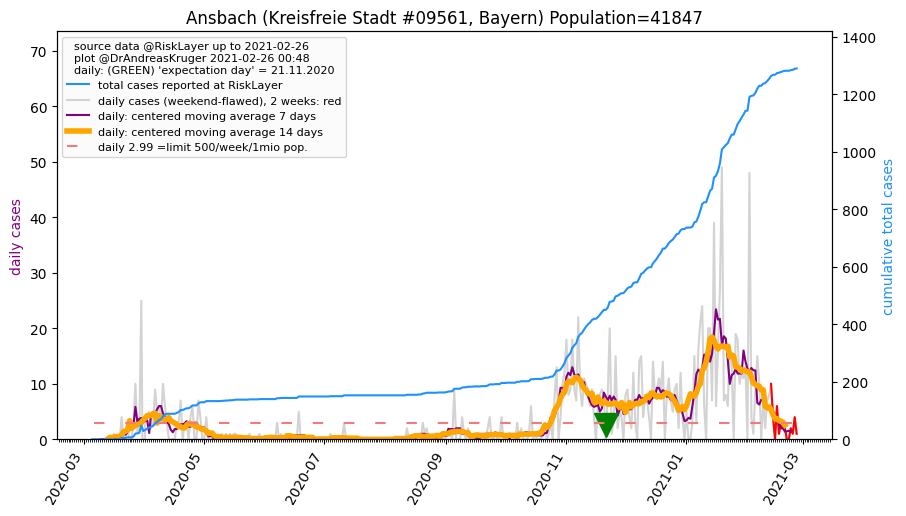 Ansbach (Kreisfreie Stadt #09561, Bayern) Population=41847
source data @RiskLayer up to 2021-02-26
plot @DrAndreasKruger 2021-02-26 00:48
daily: (GREEN) 'expectation day' = 21.11.2020
total cases reported at RiskLayer
daily cases (weekend-flawed), 2 weeks: red
daily: centered moving average 7 days
daily: centered moving average 14 days
daily 2.99 =limit 500/week/1mio pop.
daily cases
70
60
50
40
30
20
10
0
cumulative total cases
1400
1200
1000
800
600
400
200
0
2020-03
2020-05
2020-07
2020-09
2020-11
2021-01
2021-03